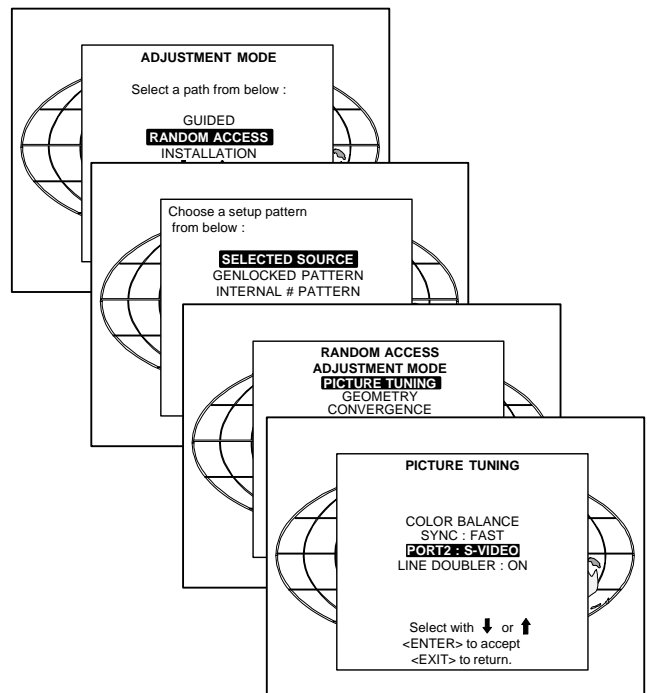 ADJUSTMENT MODE
Select a path from below :
GUIDED
RANDOM ACCESS
INSTALLATION
Choose a setup pattern
from below :
SELECTED SOURCE
GENLOCKED PATTERN
INTERNAL # PATTERN
RANDOM ACCESS
ADJUSTMENT MODE
PICTURE TUNING
GEOMETRY
CONVERGENCE
PICTURE TUNING
COLOR BALANCE
SYNC : FAST
PORT2 : S-VIDEO
LINE DOUBLER : ON
Select with ⬇ or ⬆
<ENTER> to accept
<EXIT> to return.